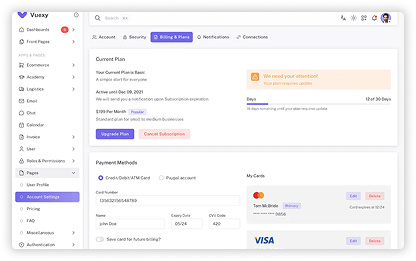 Vuexy
Search
Dashboards
Front Pages
APPS & PAGES
Ecommerce
Academy
Logistics
Email
Chat
Calendar
Invoice
User
Roles & Permissions
Pages
User Profile
Account Settings
Pricing
FAQ
Miscellaneous
Authentication
Account
Security
Billing & Plans
Notifications
Connections
Current Plan
Your Current Plan is Basic
A simple start for everyone
Active until Dec 09, 2021
We will send you a notification upon Subscription expiration
$199 Per Month
Popular
Standard plan for small to medium businesses
Upgrade Plan
Cancel Subscription
We need your attention!
Your plan requires update
Days
12 of 30 Days
18 days remaining until your plan requires update
Payment Methods
Credit/Debit/ATM Card
Paypal account
Card Number
Name
John Doe
Expiry Date
05/24
CVV Code
420
Save card for future billing?
My Cards
Tom McBride
Primary
Edit
Delete
Card expires at 12/24
VISA
Edit
Delete